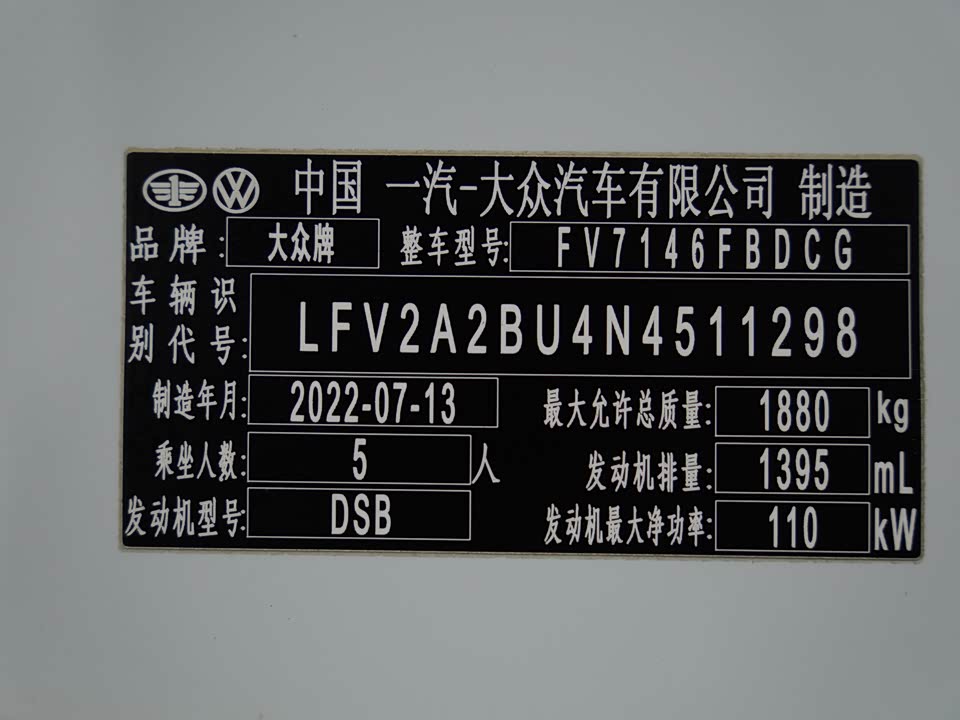 中国 一汽-大众汽车有限公司 制造
品牌: 大众牌 整车型号: FV7146FBDCG
车辆识
别代号: LFV2A2BU4N4511298
制造年月: 2022-07-13 最大允许总质量: 1880 kg
乘坐人数: 5 人 发动机排量: 1395 mL
发动机型号: DSB 发动机最大净功率: 110 kW